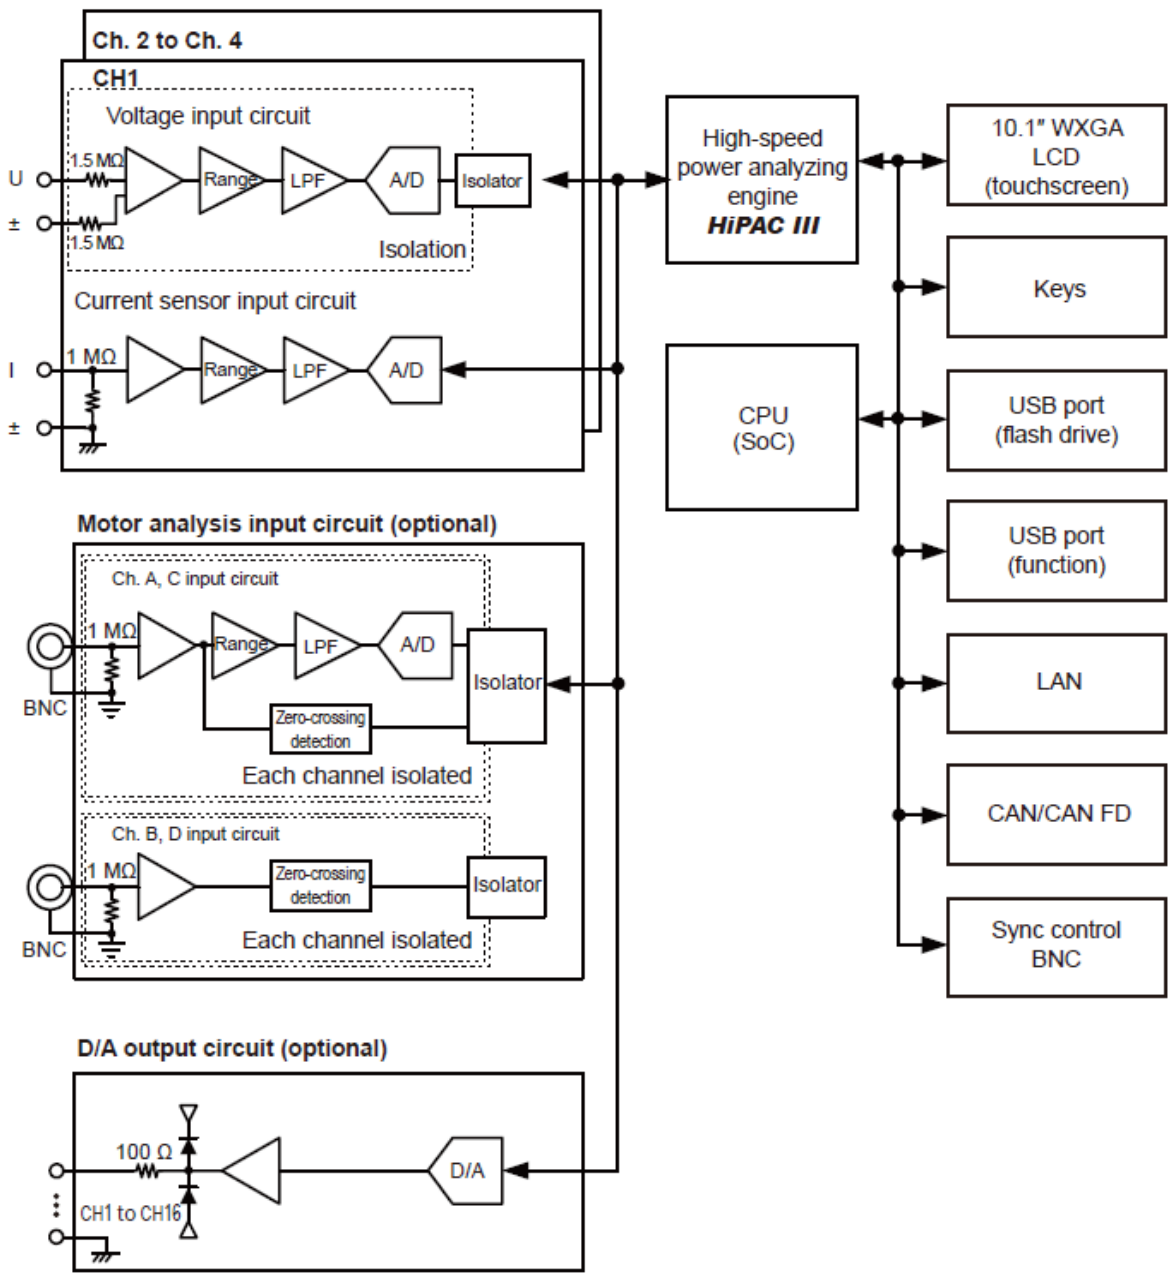 Ch. 2 to Ch. 4
CH1
Voltage input circuit
U
1.5 MΩ
Range
LPF
A/D
Isolator
±
1.5 MΩ
Isolation
Current sensor input circuit
I
1 MΩ
Range
LPF
A/D
±
High-speed
power analyzing
engine
HiPAC III
CPU
(SoC)
10.1″ WXGA
LCD
(touchscreen)
Keys
USB port
(flash drive)
USB port
(function)
LAN
CAN/CAN FD
Sync control
BNC
Motor analysis input circuit (optional)
Ch. A, C input circuit
1 MΩ
Range
LPF
A/D
Isolator
BNC
Zero-crossing
detection
Each channel isolated
Ch. B, D input circuit
1 MΩ
Zero-crossing
detection
Isolator
BNC
Each channel isolated
D/A output circuit (optional)
100 Ω
D/A
CH1 to CH16